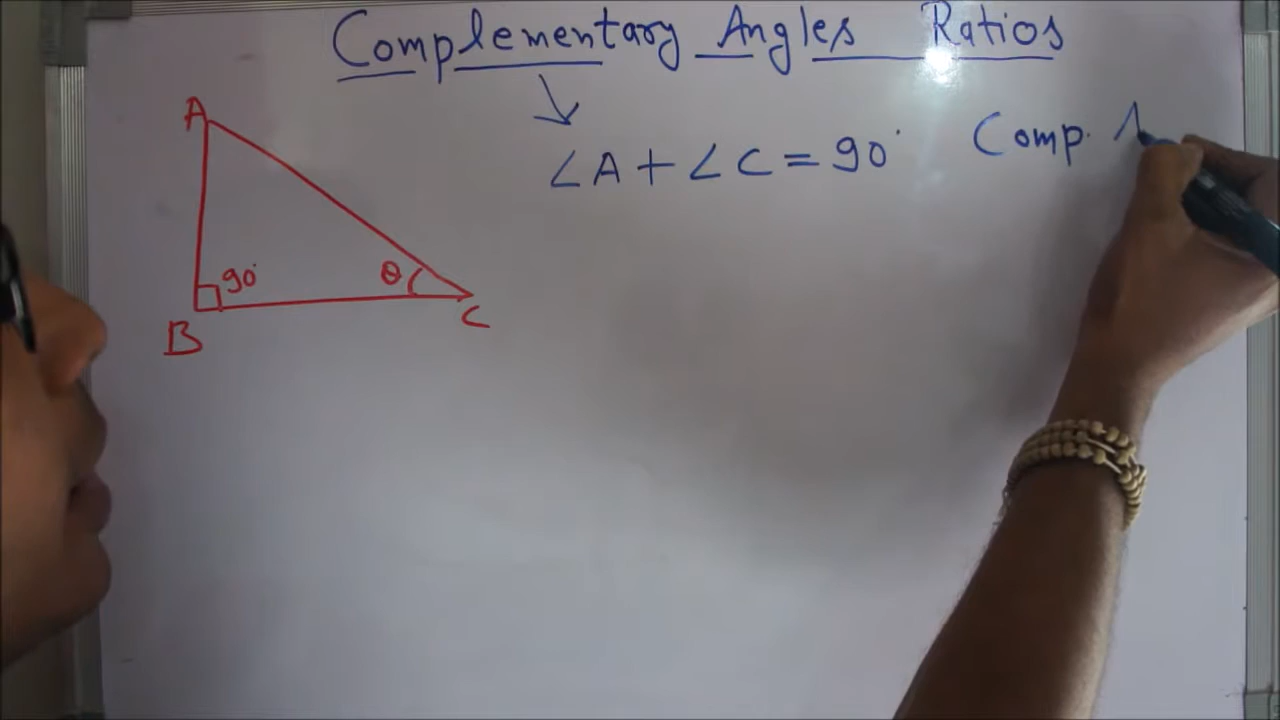 Complementary Angles Ratios
∠A + ∠C = 90° Comp.
A
90° θ
B C